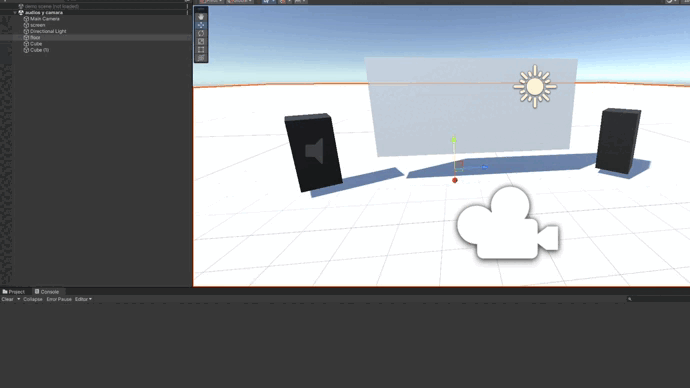 demo scene (not loaded)
audios y camara
Main Camera
screen
Directional Light
floor
Cube
Cube (1)
Project
Console
Clear
Collapse
Error Pause
Editor